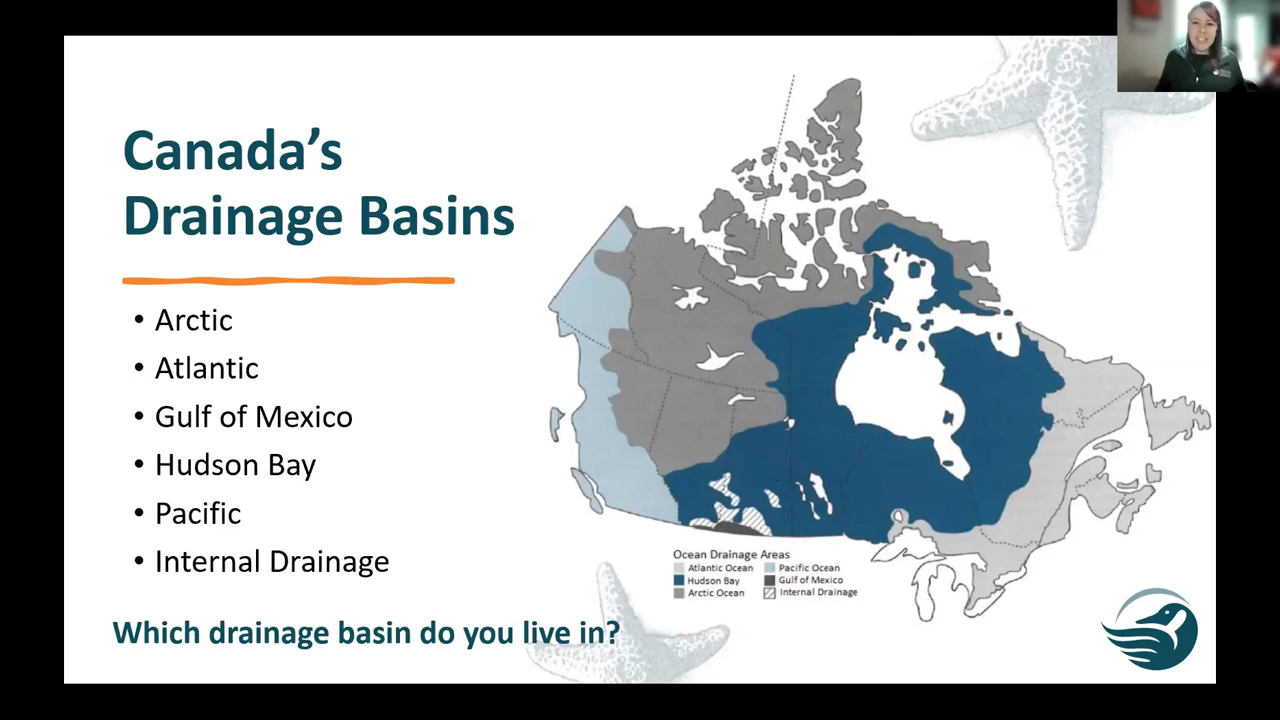 Canada's
Drainage Basins
• Arctic
• Atlantic
• Gulf of Mexico
• Hudson Bay
• Pacific
• Internal Drainage
Which drainage basin do you live in?
Ocean Drainage Areas
Atlantic Ocean
Pacific Ocean
Hudson Bay
Gulf of Mexico
Arctic Ocean
Internal Drainage